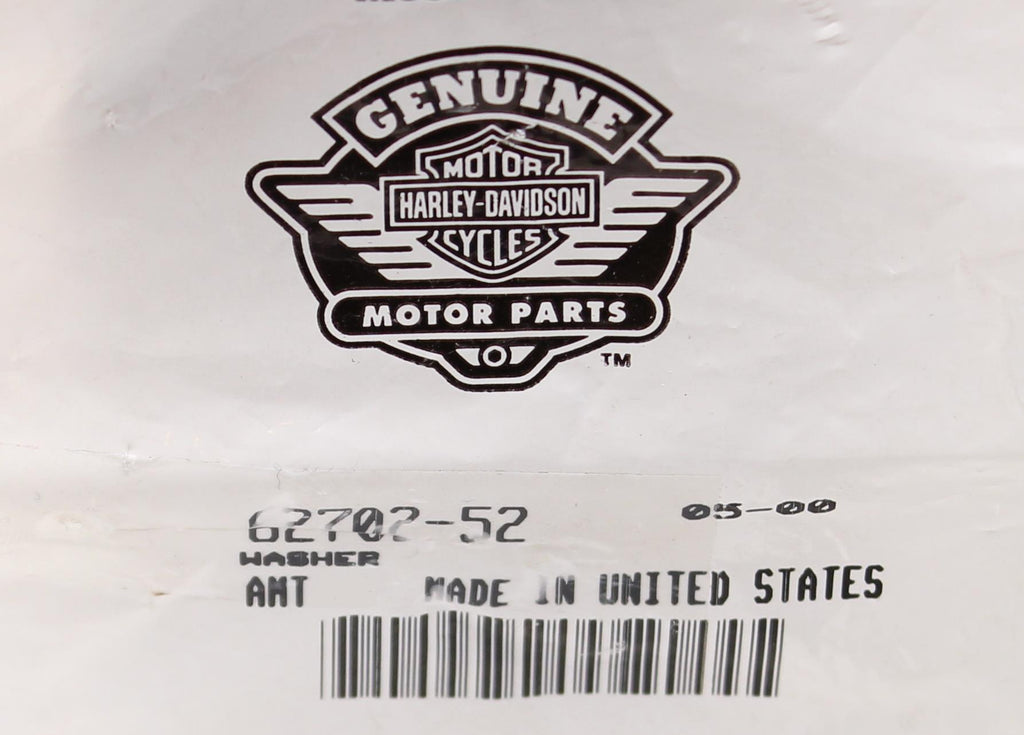 GENUINE
MOTOR
HARLEY-DAVIDSON
CYCLES
MOTOR PARTS
TM
62702-52 05-00
WASHER
AMT MADE IN UNITED STATES